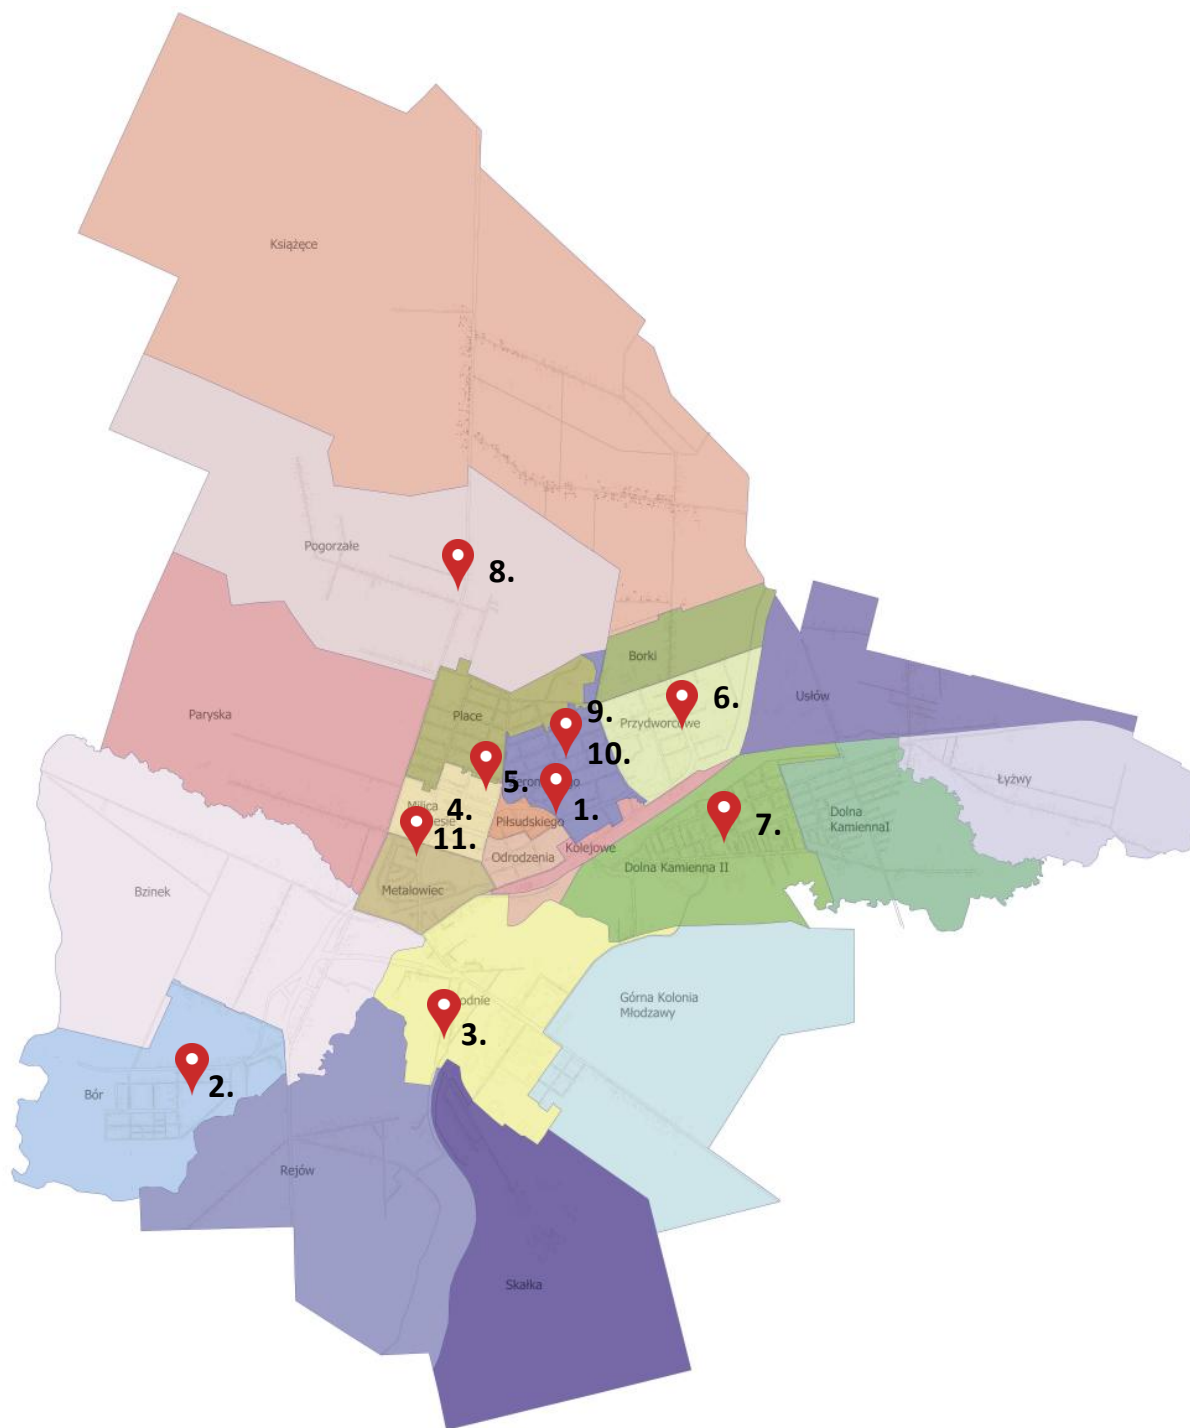 Książęce
Pogorzałe
8.
Borki
Usłów
Paryska
Place
Przydworcowe
6.
9.
10.
Łyżwy
5.
Milica
4.
Piłsudskiego
1.
7.
Dolna
KamiennaI
11.
Odrodzenia
Kolejowe
Dolna Kamienna II
Bzinek
Metalowiec
Górna Kolonia
Młodzawy
3.
Bór
2.
Rejów
Skałka